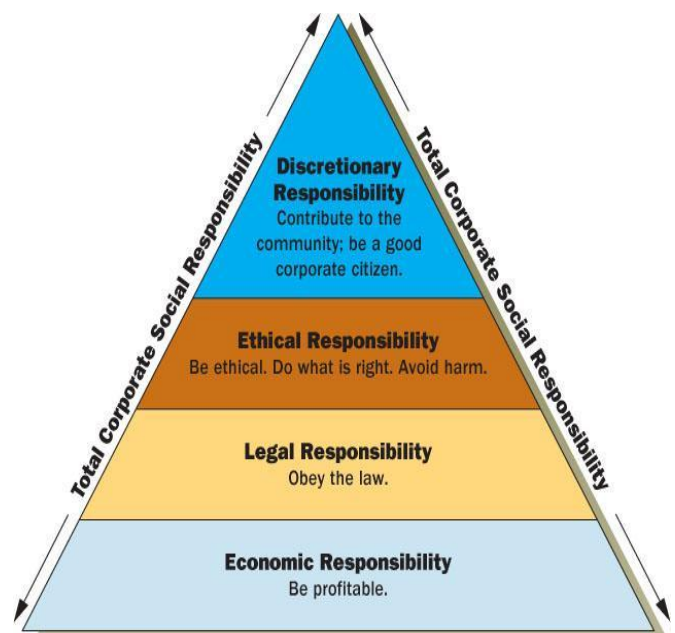 Total Corporate Social Responsibility
Total Corporate Social Responsibility
Discretionary
Responsibility
Contribute to the
community; be a good
corporate citizen.
Ethical Responsibility
Be ethical. Do what is right. Avoid harm.
Legal Responsibility
Obey the law.
Economic Responsibility
Be profitable.